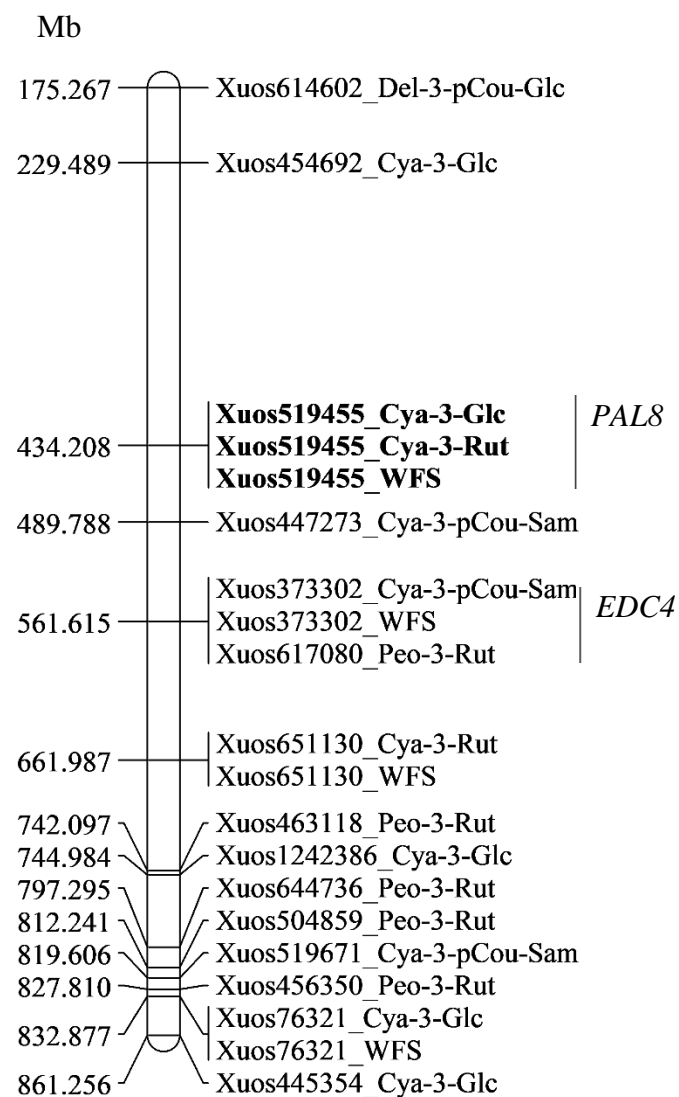 Mb
175.267 Xuos614602_Del-3-pCou-Glc
229.489 Xuos454692_Cya-3-Glc
Xuos519455_Cya-3-Glc PAL8
434.208 Xuos519455_Cya-3-Rut
Xuos519455_WFS
489.788 Xuos447273_Cya-3-pCou-Sam
Xuos373302_Cya-3-pCou-Sam EDC4
561.615 Xuos373302_WFS
Xuos617080_Peo-3-Rut
661.987 Xuos651130_Cya-3-Rut
Xuos651130_WFS
742.097 Xuos463118_Peo-3-Rut
744.984 Xuos1242386_Cya-3-Glc
797.295 Xuos644736_Peo-3-Rut
812.241 Xuos504859_Peo-3-Rut
819.606 Xuos519671_Cya-3-pCou-Sam
827.810 Xuos456350_Peo-3-Rut
832.877 Xuos76321_Cya-3-Glc
Xuos76321_WFS
861.256 Xuos445354_Cya-3-Glc